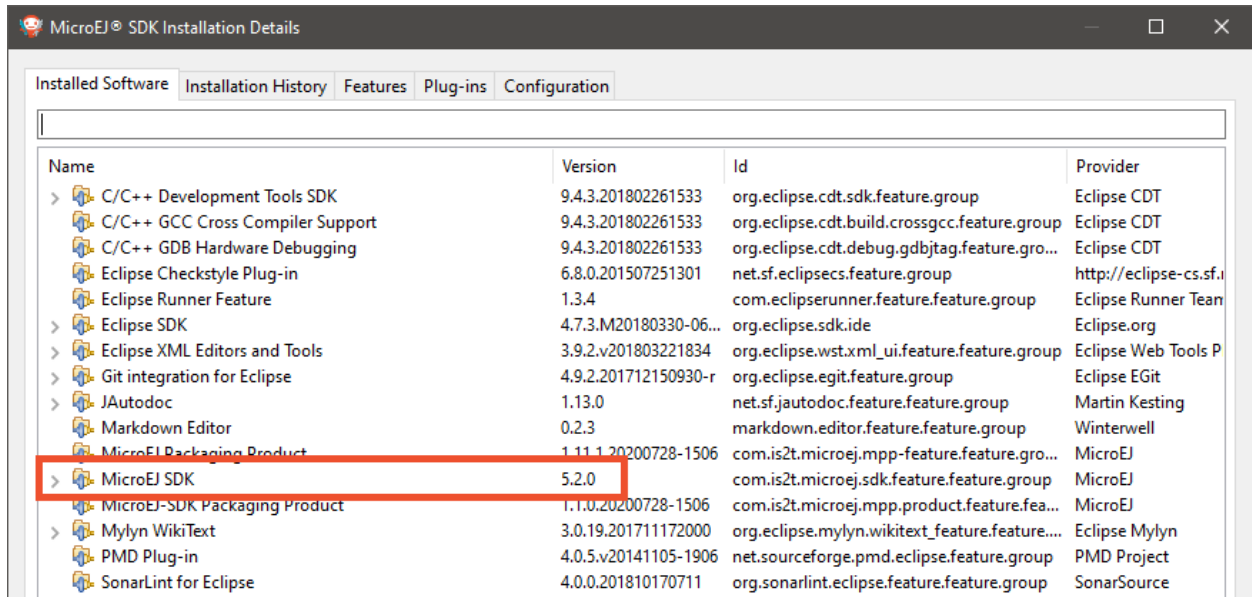 MicroEJ® SDK Installation Details
Installed Software Installation History Features Plug-ins Configuration
Name Version Id Provider
C/C++ Development Tools SDK 9.4.3.201802261533 org.eclipse.cdt.sdk.feature.group Eclipse CDT
C/C++ GCC Cross Compiler Support 9.4.3.201802261533 org.eclipse.cdt.build.crossgcc.feature.group Eclipse CDT
C/C++ GDB Hardware Debugging 9.4.3.201802261533 org.eclipse.cdt.debug.gdbjtag.feature.gro... Eclipse CDT
Eclipse Checkstyle Plug-in 6.8.0.201507251301 net.sf.eclipsecs.feature.group http://eclipse-cs.sf.
Eclipse Runner Feature 1.3.4 com.eclipserunner.feature.feature.group Eclipse Runner Team
Eclipse SDK 4.7.3.M20180330-06... org.eclipse.sdk.ide Eclipse.org
Eclipse XML Editors and Tools 3.9.2.v201803221834 org.eclipse.wst.xml_ui.feature.feature.group Eclipse Web Tools P
Git integration for Eclipse 4.9.2.201712150930-r org.eclipse.egit.feature.group Eclipse EGit
JAutodoc 1.13.0 net.sf.jautodoc.feature.feature.group Martin Kesting
Markdown Editor 0.2.3 markdown.editor.feature.feature.group Winterwell
MicroEJ Packaging Product 1.11.1.20200728-1506 com.is2t.microej.mpp-feature.feature.gro... MicroEJ
MicroEJ SDK 5.2.0 com.is2t.microej.sdk.feature.feature.group MicroEJ
MicroEJ-SDK Packaging Product 1.1.0.20200728-1506 com.is2t.microej.mpp.product.feature.fea... MicroEJ
Mylyn WikiText 3.0.19.201711172000 org.eclipse.mylyn.wikitext_feature.feature.... Eclipse Mylyn
PMD Plug-in 4.0.5.v20141105-1906 net.sourceforge.pmd.eclipse.feature.group PMD Project
SonarLint for Eclipse 4.0.0.201810170711 org.sonarlint.eclipse.feature.feature.group SonarSource